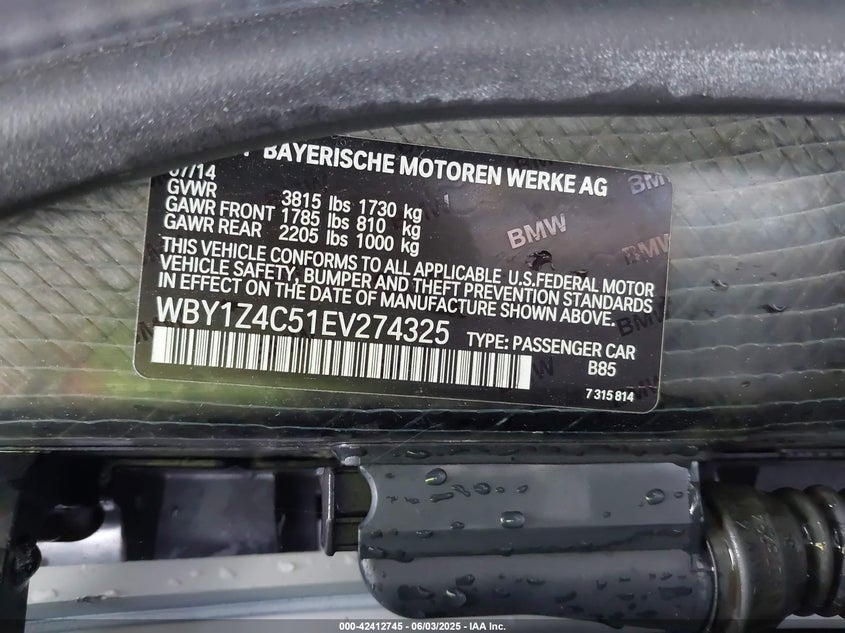 BAYERISCHE MOTOREN WERKE AG
07/14
GVWR 3815 lbs 1730 kg
GAWR FRONT 1785 lbs 810 kg
GAWR REAR 2205 lbs 1000 kg
THIS VEHICLE CONFORMS TO ALL APPLICABLE U.S.FEDERAL MOTOR
VEHICLE SAFETY, BUMPER AND THEFT PREVENTION STANDARDS
IN EFFECT ON THE DATE OF MANUFACTURE SHOWN ABOVE.
WBY1Z4C51EV274325 TYPE: PASSENGER CAR
B85
7 315 814
BMW
BMW
BMW
000-42412745 - 06/03/2025 - IAA Inc.